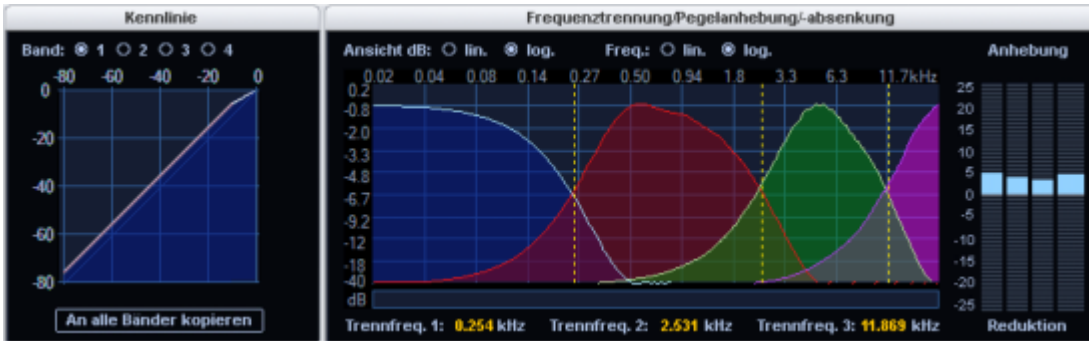 Kennlinie
Band: 1 2 3 4
-80 -60 -40 -20 0
0
-20
-40
-60
-80
An alle Bander kopieren
Frequenztrennung/Pegelanhebung/-absenkung
Ansicht dB: lin. log. Freq.: lin. log. Anhebung
0.02 0.04 0.08 0.14 0.27 0.50 0.94 1.8 3.3 6.3 11.7kHz
0.2
-0.8
-2.0
-3.3
-4.8
-6.7
-9.2
-12
-18
-40
dB
25
20
15
10
5
0
-5
-10
-15
-20
-25
Trennfreq. 1: 0.254 kHz Trennfreq. 2: 2.531 kHz Trennfreq. 3: 11.869 kHz Reduktion